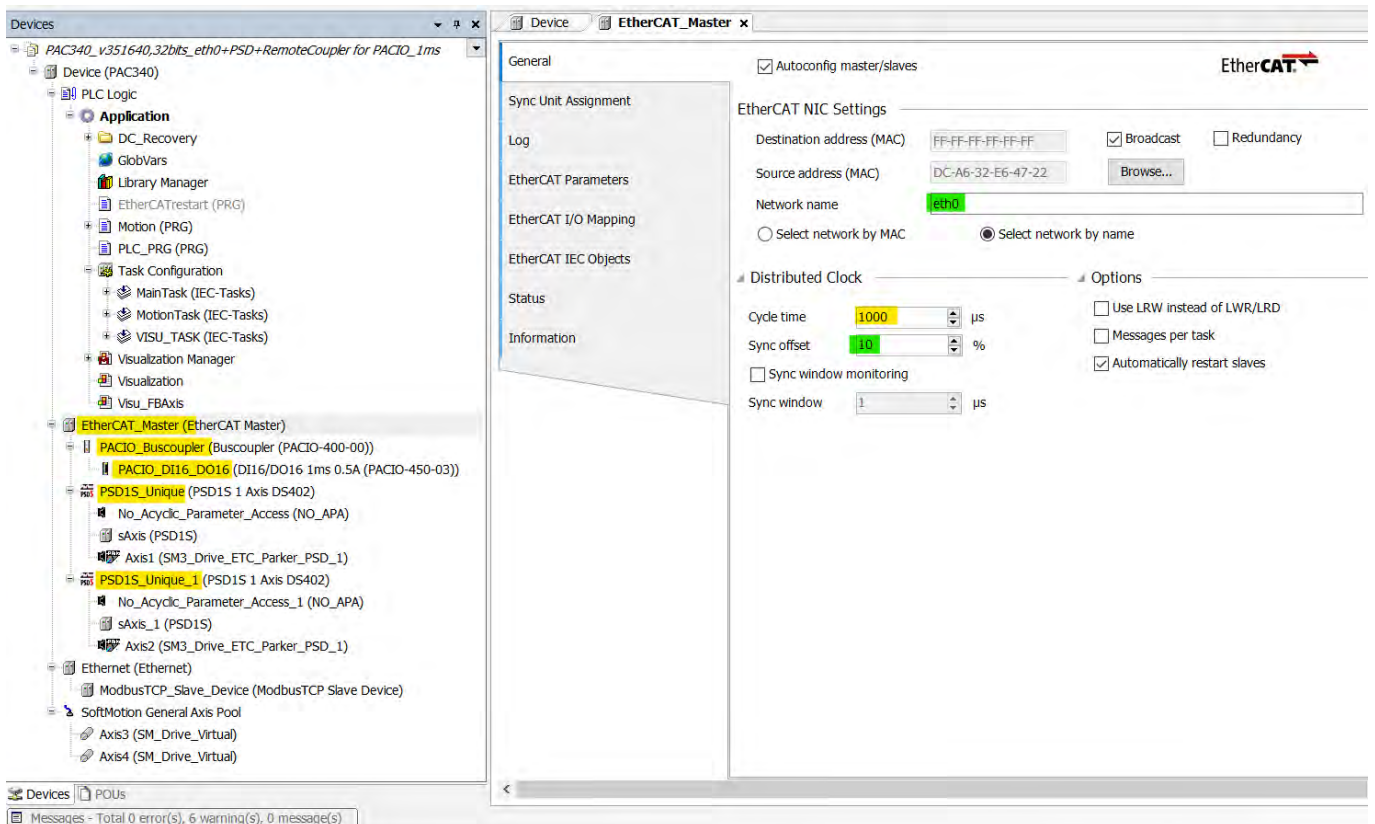 Devices
PAC340_v351640,32bits_eth0+PSD+RemoteCoupler for PACIO_1ms
Device (PAC340)
PLC Logic
Application
DC_Recovery
GlobVars
Library Manager
EtherCATrestart (PRG)
Motion (PRG)
PLC_PRG (PRG)
Task Configuration
MainTask (IEC-Tasks)
MotionTask (IEC-Tasks)
VISU_TASK (IEC-Tasks)
Visualization Manager
Visualization
Visu_FBAxis
EtherCAT_Master (EtherCAT Master)
PACIO_Buscoupler (Buscoupler (PACIO-400-00))
PACIO_DI16_DO16 (DI16/DO16 1ms 0.5A (PACIO-450-03))
PSD1S_Unique (PSD1S 1 Axis DS402)
No_Acyclic_Parameter_Access (NO_APA)
sAxis (PSD1S)
Axis1 (SM3_Drive_ETC_Parker_PSD_1)
PSD1S_Unique_1 (PSD1S 1 Axis DS402)
No_Acyclic_Parameter_Access_1 (NO_APA)
sAxis_1 (PSD1S)
Axis2 (SM3_Drive_ETC_Parker_PSD_1)
Ethernet (Ethernet)
ModbusTCP_Slave_Device (ModbusTCP Slave Device)
SoftMotion General Axis Pool
Axis3 (SM_Drive_Virtual)
Axis4 (SM_Drive_Virtual)
Devices POUs
Messages - Total 0 error(s), 6 warning(s), 0 message(s)
Device EtherCAT_Master x
General
Sync Unit Assignment
Log
EtherCAT Parameters
EtherCAT I/O Mapping
EtherCAT IEC Objects
Status
Information
Autoconfig master/slaves
EtherCAT
EtherCAT NIC Settings
Destination address (MAC) FF-FF-FF-FF-FF-FF Broadcast Redundancy
Source address (MAC) DC-A6-32-E6-47-22 Browse...
Network name eth0
Select network by MAC Select network by name
Distributed Clock
Cycle time 1000 µs
Sync offset 10 %
Sync window monitoring
Sync window 1 µs
Options
Use LRW instead of LWR/LRD
Messages per task
Automatically restart slaves